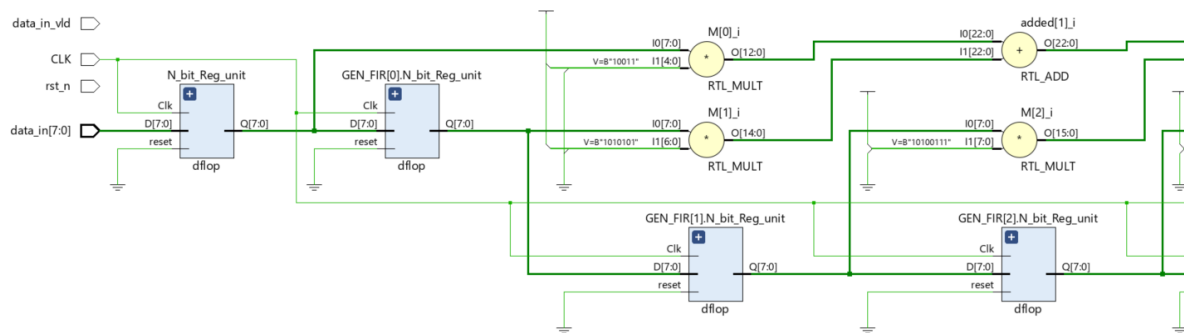 data_in_vld
CLK
rst_n
data_in[7:0]
N_bit_Reg_unit
Clk
D[7:0]
Q[7:0]
reset
dflop
GEN_FIR[0].N_bit_Reg_unit
Clk
D[7:0]
Q[7:0]
reset
dflop
M[0]_i
I0[7:0]
V=B"10011"
I1[4:0]
*
O[12:0]
RTL_MULT
M[1]_i
I0[7:0]
V=B"1010101"
I1[6:0]
*
O[14:0]
RTL_MULT
added[1]_i
I0[22:0]
I1[22:0]
+
O[22:0]
RTL_ADD
M[2]_i
I0[7:0]
V=B"10100111"
I1[7:0]
*
O[15:0]
RTL_MULT
GEN_FIR[1].N_bit_Reg_unit
Clk
D[7:0]
Q[7:0]
reset
dflop
GEN_FIR[2].N_bit_Reg_unit
Clk
D[7:0]
Q[7:0]
reset
dflop